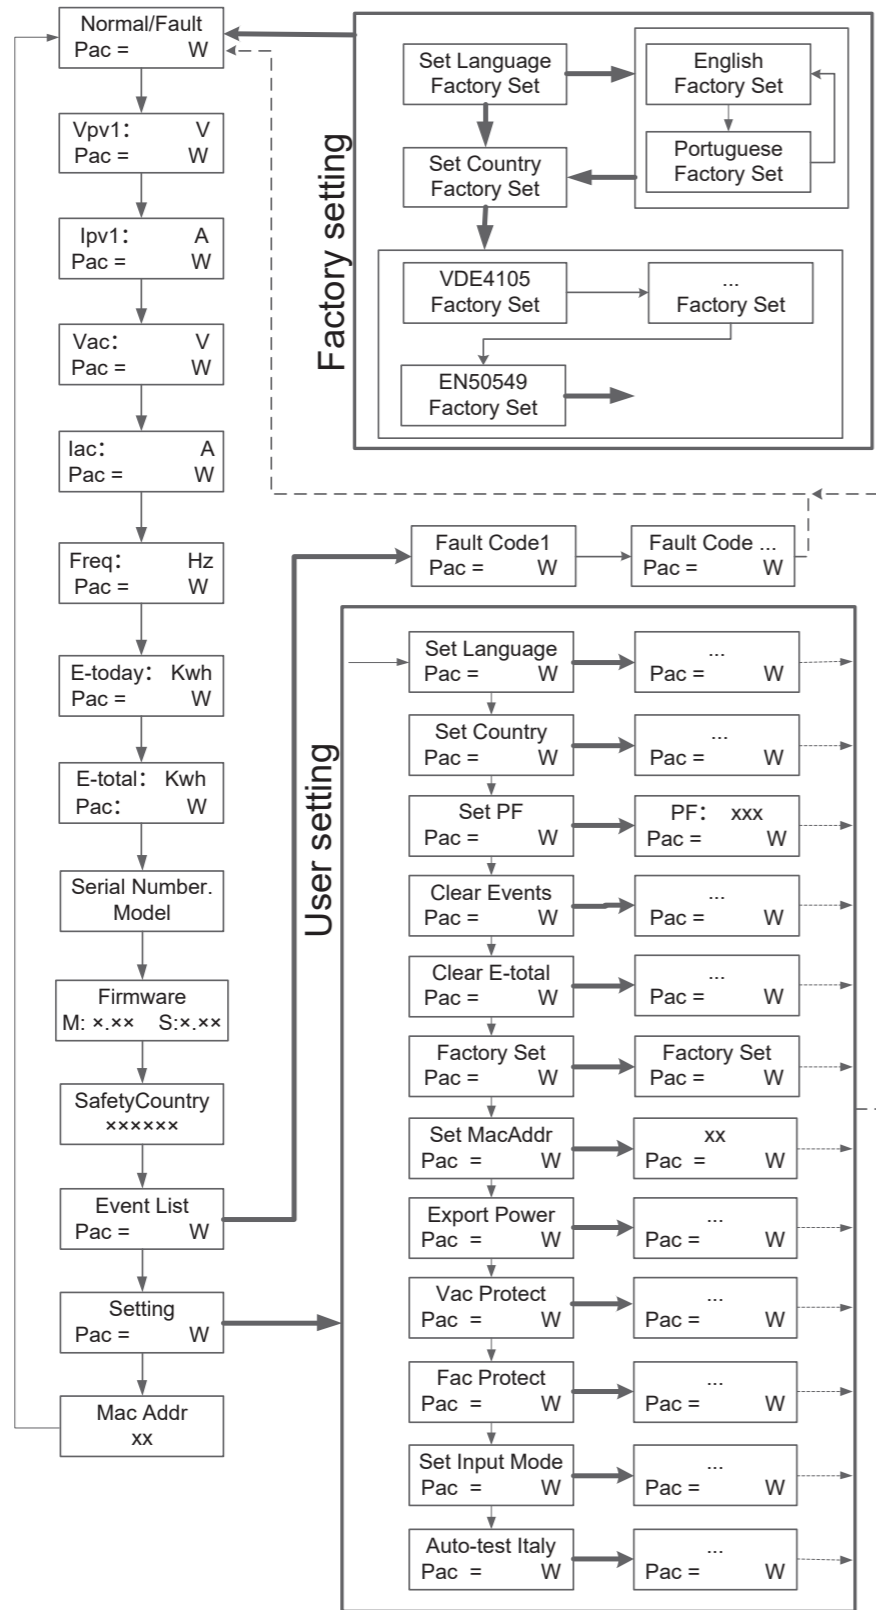 Normal/Fault
Pac = W
Vpv1: V
Pac = W
Ipv1: A
Pac = W
Vac: V
Pac = W
Iac: A
Pac = W
Freq: Hz
Pac = W
E-today: Kwh
Pac = W
E-total: Kwh
Pac: W
Serial Number.
Model
Firmware
M: ×.×× S:×.××
SafetyCountry
××××××
Event List
Pac = W
Setting
Pac = W
Mac Addr
xx
Factory setting
Set Language
Factory Set
English
Factory Set
Portuguese
Factory Set
Set Country
Factory Set
VDE4105
Factory Set
...
Factory Set
EN50549
Factory Set
Fault Code1
Pac = W
Fault Code ...
Pac = W
User setting
Set Language
Pac = W
...
Pac = W
Set Country
Pac = W
...
Pac = W
Set PF
Pac = W
PF: xxx
Pac = W
Clear Events
Pac = W
...
Pac = W
Clear E-total
Pac = W
...
Pac = W
Factory Set
Pac = W
Factory Set
Pac = W
Set MacAddr
Pac = W
xx
Pac = W
Export Power
Pac = W
...
Pac = W
Vac Protect
Pac = W
...
Pac = W
Fac Protect
Pac = W
...
Pac = W
Set Input Mode
Pac = W
...
Pac = W
Auto-test Italy
Pac = W
...
Pac = W